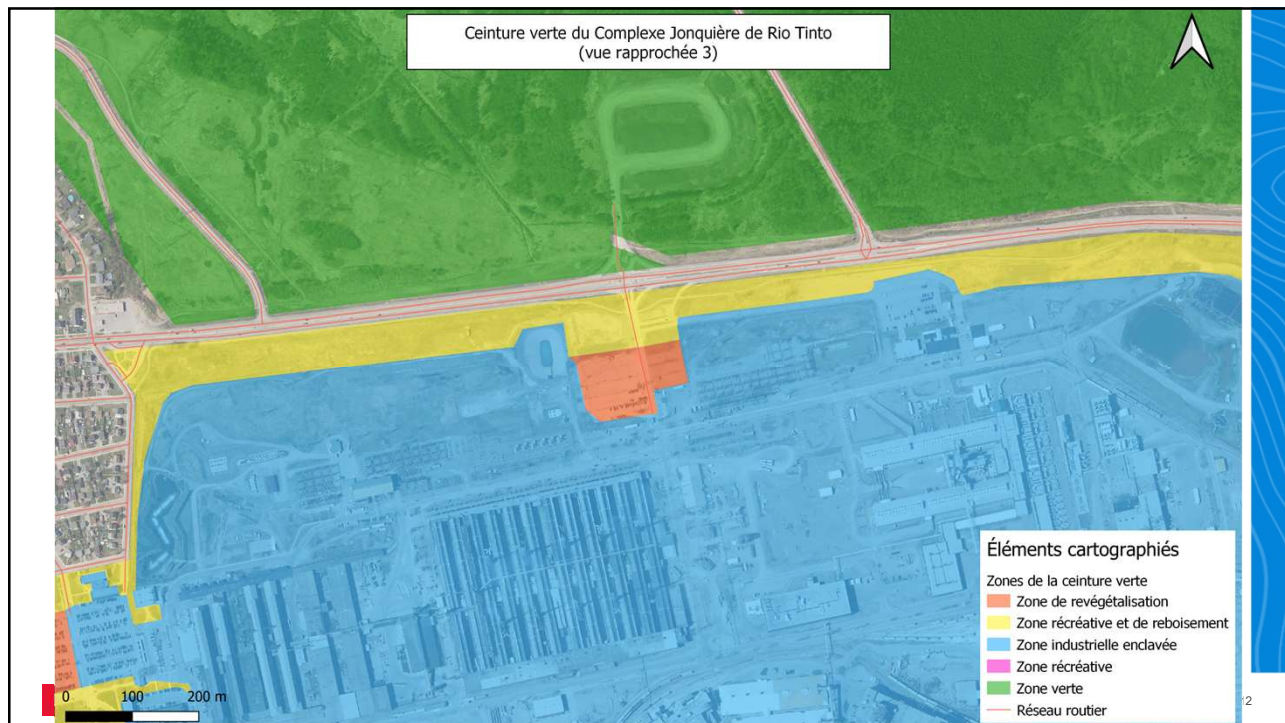 Ceinture verte du Complexe Jonquière de Rio Tinto
(vue rapprochée 3)
Éléments cartographiés
Zones de la ceinture verte
Zone de revégétalisation
Zone récréative et de reboisement
Zone industrielle enclavée
Zone récréative
Zone verte
Réseau routier
0 100 200 m
12